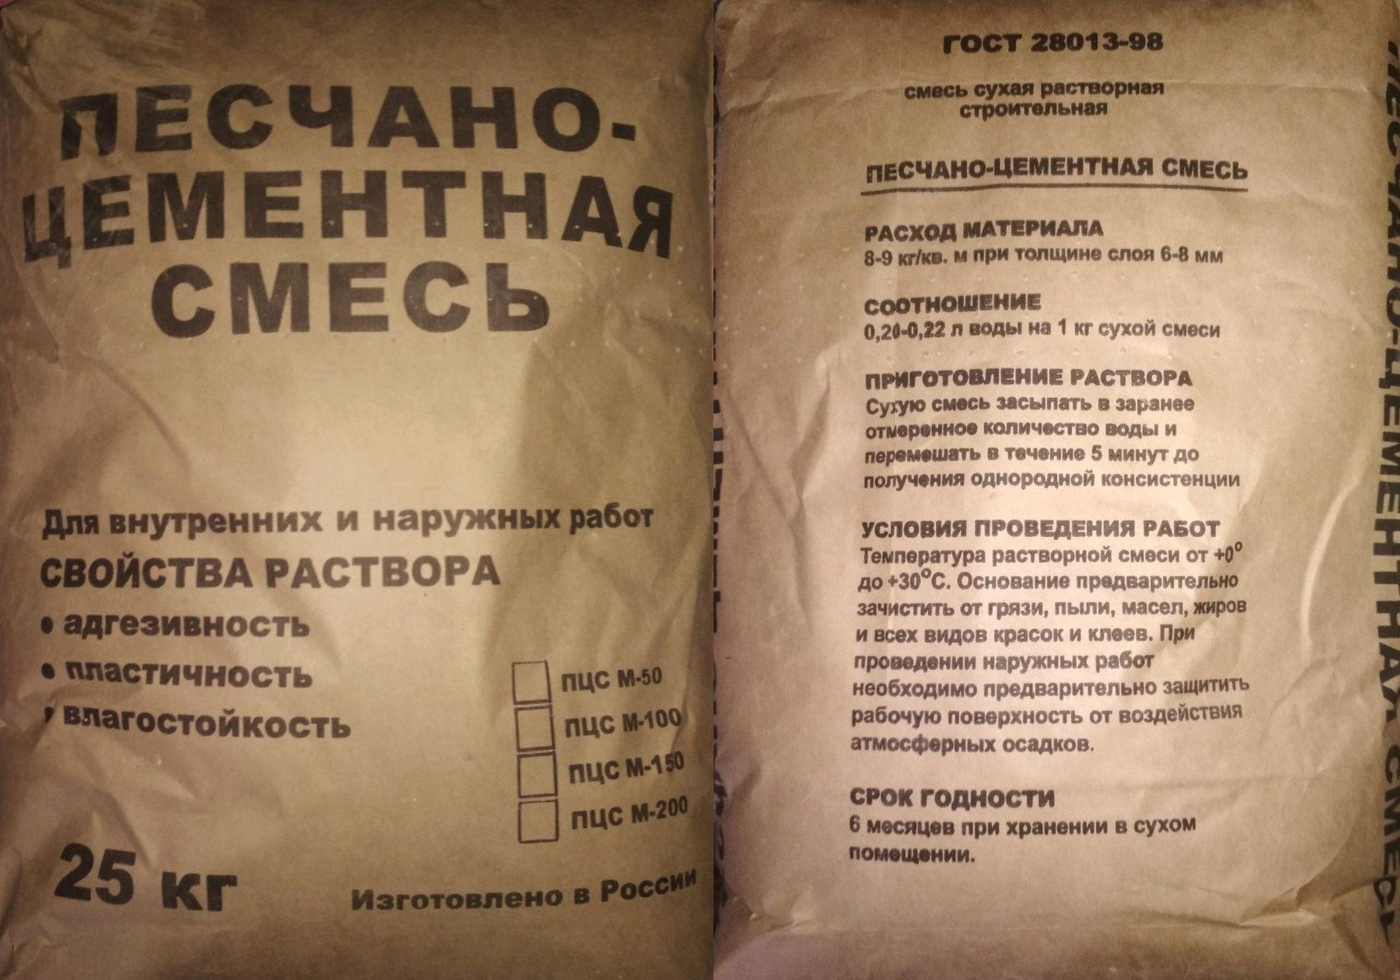 ПЕСЧАНО-
ЦЕМЕНТНАЯ
СМЕСЬ
Для внутренних и наружных работ
СВОЙСТВА РАСТВОРА
• адгезивность
• пластичность
• влагостойкость
ПЦС М-50
ПЦС М-100
ПЦС М-150
ПЦС М-200
25 кг
Изготовлено в России
ГОСТ 28013-98
смесь сухая растворная
строительная
ПЕСЧАНО-ЦЕМЕНТНАЯ СМЕСЬ
РАСХОД МАТЕРИАЛА
8-9 кг/кв. м при толщине слоя 6-8 мм
СООТНОШЕНИЕ
0,20-0,22 л воды на 1 кг сухой смеси
ПРИГОТОВЛЕНИЕ РАСТВОРА
Сухую смесь засыпать в заранее
отмеренное количество воды и
перемешать в течение 5 минут до
получения однородной консистенции
УСЛОВИЯ ПРОВЕДЕНИЯ РАБОТ
Температура растворной смеси от +0°
до +30°С. Основание предварительно
зачистить от грязи, пыли, масел, жиров
и всех видов красок и клеев. При
проведении наружных работ
необходимо предварительно защитить
рабочую поверхность от воздействия
атмосферных осадков.
СРОК ГОДНОСТИ
6 месяцев при хранении в сухом
помещении.
ПЕСЧАНО-ЦЕМЕНТНАЯ СМЕСЬ